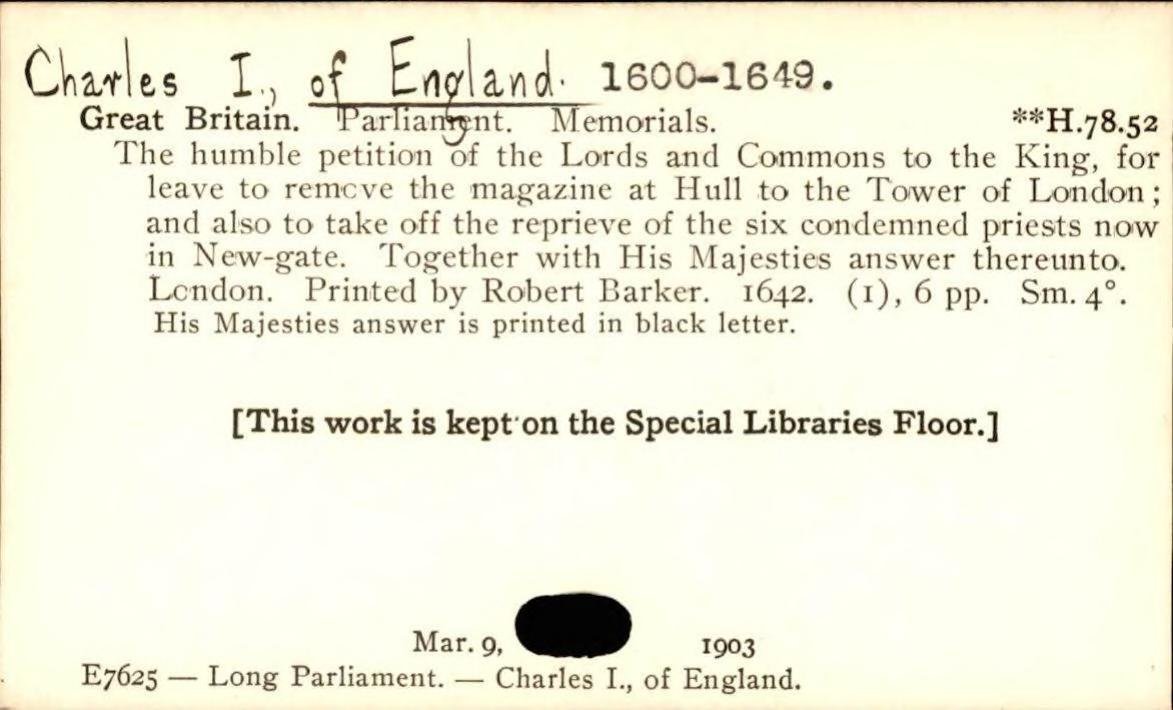 Charles I., of England. 1600-1649.
Great Britain. Parliament. Memorials. **H.78.52
The humble petition of the Lords and Commons to the King, for
leave to remove the magazine at Hull to the Tower of London;
and also to take off the reprieve of the six condemned priests now
in New-gate. Together with His Majesties answer thereunto.
London. Printed by Robert Barker. 1642. (1), 6 pp. Sm. 4°.
His Majesties answer is printed in black letter.
[This work is kept on the Special Libraries Floor.]
Mar. 9, 1903
E7625 — Long Parliament. — Charles I., of England.